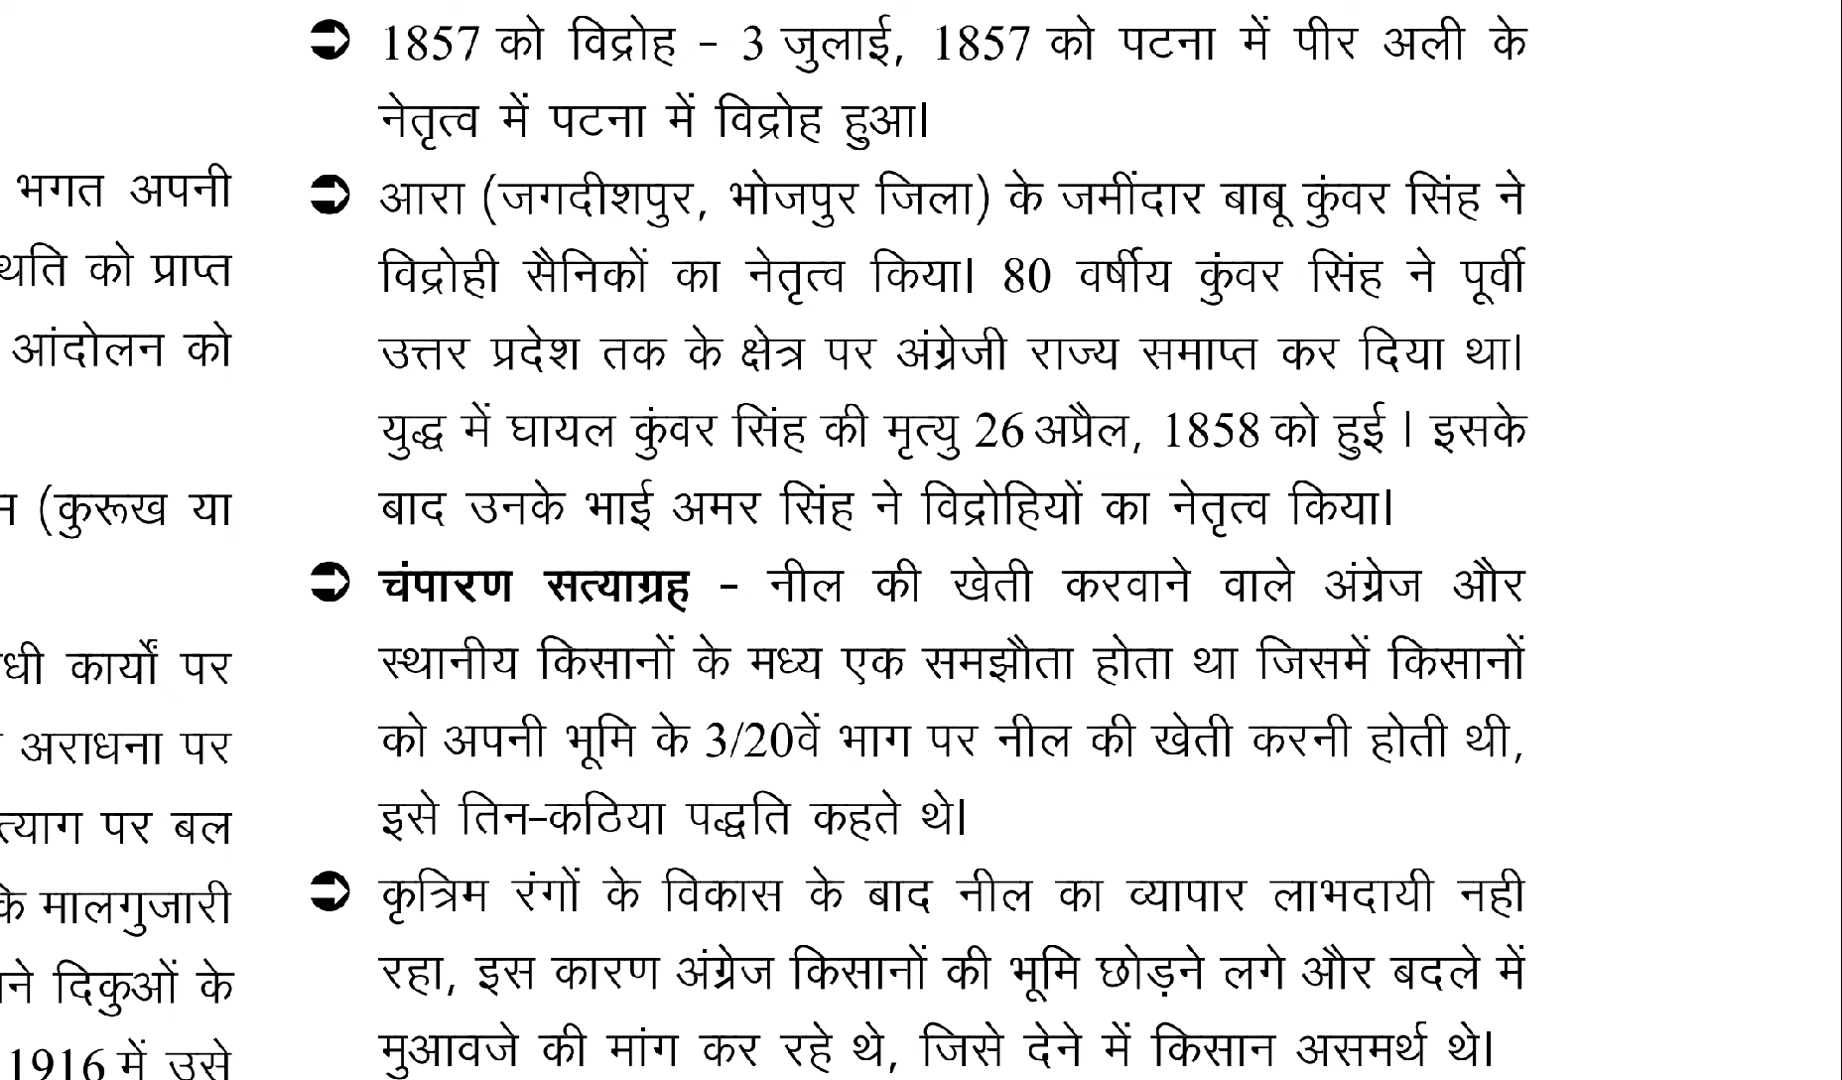 भगत अपनी
को प्राप्त
आंदोलन को
(कुरूख या
कार्यों पर
अराधना पर
त्याग पर बल
मालगुजारी
दिकुओं के
1916 में उसे
➲ 1857 को विद्रोह - 3 जुलाई, 1857 को पटना में पीर अली के
नेतृत्व में पटना में विद्रोह हुआ।
➲ आरा (जगदीशपुर, भोजपुर जिला) के जमींदार बाबू कुंवर सिंह ने
विद्रोही सैनिकों का नेतृत्व किया। 80 वर्षीय कुंवर सिंह ने पूर्वी
उत्तर प्रदेश तक के क्षेत्र पर अंग्रेजी राज्य समाप्त कर दिया था।
युद्ध में घायल कुंवर सिंह की मृत्यु 26 अप्रैल, 1858 को हुई । इसके
बाद उनके भाई अमर सिंह ने विद्रोहियों का नेतृत्व किया।
➲ चंपारण सत्याग्रह - नील की खेती करवाने वाले अंग्रेज और
स्थानीय किसानों के मध्य एक समझौता होता था जिसमें किसानों
को अपनी भूमि के 3/20वें भाग पर नील की खेती करनी होती थी,
इसे तिन-कठिया पद्धति कहते थे।
➲ कृत्रिम रंगों के विकास के बाद नील का व्यापार लाभदायी नही
रहा, इस कारण अंग्रेज किसानों की भूमि छोड़ने लगे और बदले में
मुआवजे की मांग कर रहे थे, जिसे देने में किसान असमर्थ थे।